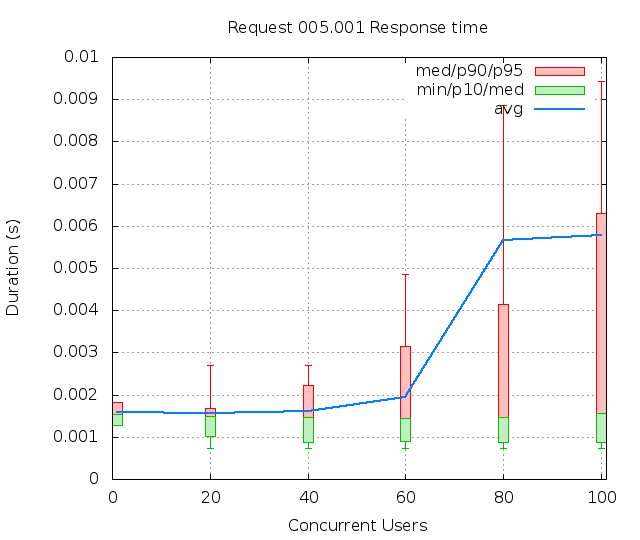 Request 005.001 Response time
0.01
0.009
0.008
0.007
0.006
0.005
0.004
0.003
0.002
0.001
0
med/p90/p95
min/p10/med
avg
Duration (s)
0 20 40 60 80 100
Concurrent Users